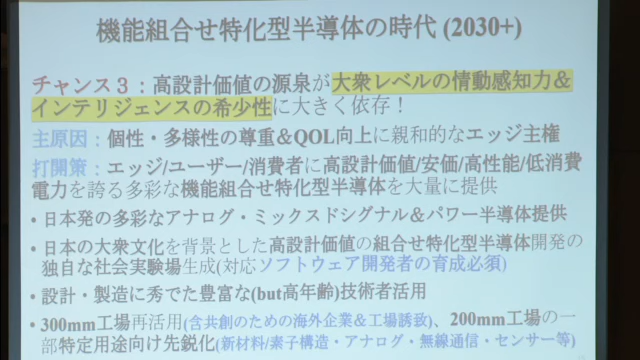 機能組合せ特化型半導体の時代 (2030+)
チャンス３：高設計価値の源泉が大衆レベルの情動感知力＆
インテリジェンスの希少性に大きく依存！
主原因：個性・多様性の尊重＆QOL向上に親和的なエッジ主権
打開策：エッジ/ユーザー/消費者に高設計価値/安価/高性能/低消費
電力を誇る多彩な機能組合せ特化型半導体を大量に提供
• 日本発の多彩なアナログ・ミックスドシグナル＆パワー半導体提供
• 日本の大衆文化を背景とした高設計価値の組合せ特化型半導体開発の
独自な社会実験場生成(対応ソフトウェア開発者の育成必須)
• 設計・製造に秀でた豊富な(but高年齢)技術者活用
• 300mm工場再活用(含共創のための海外企業＆工場誘致)、200mm工場の一
部特定用途向け先鋭化(新材料/素子構造・アナログ・無線通信・センサー等)